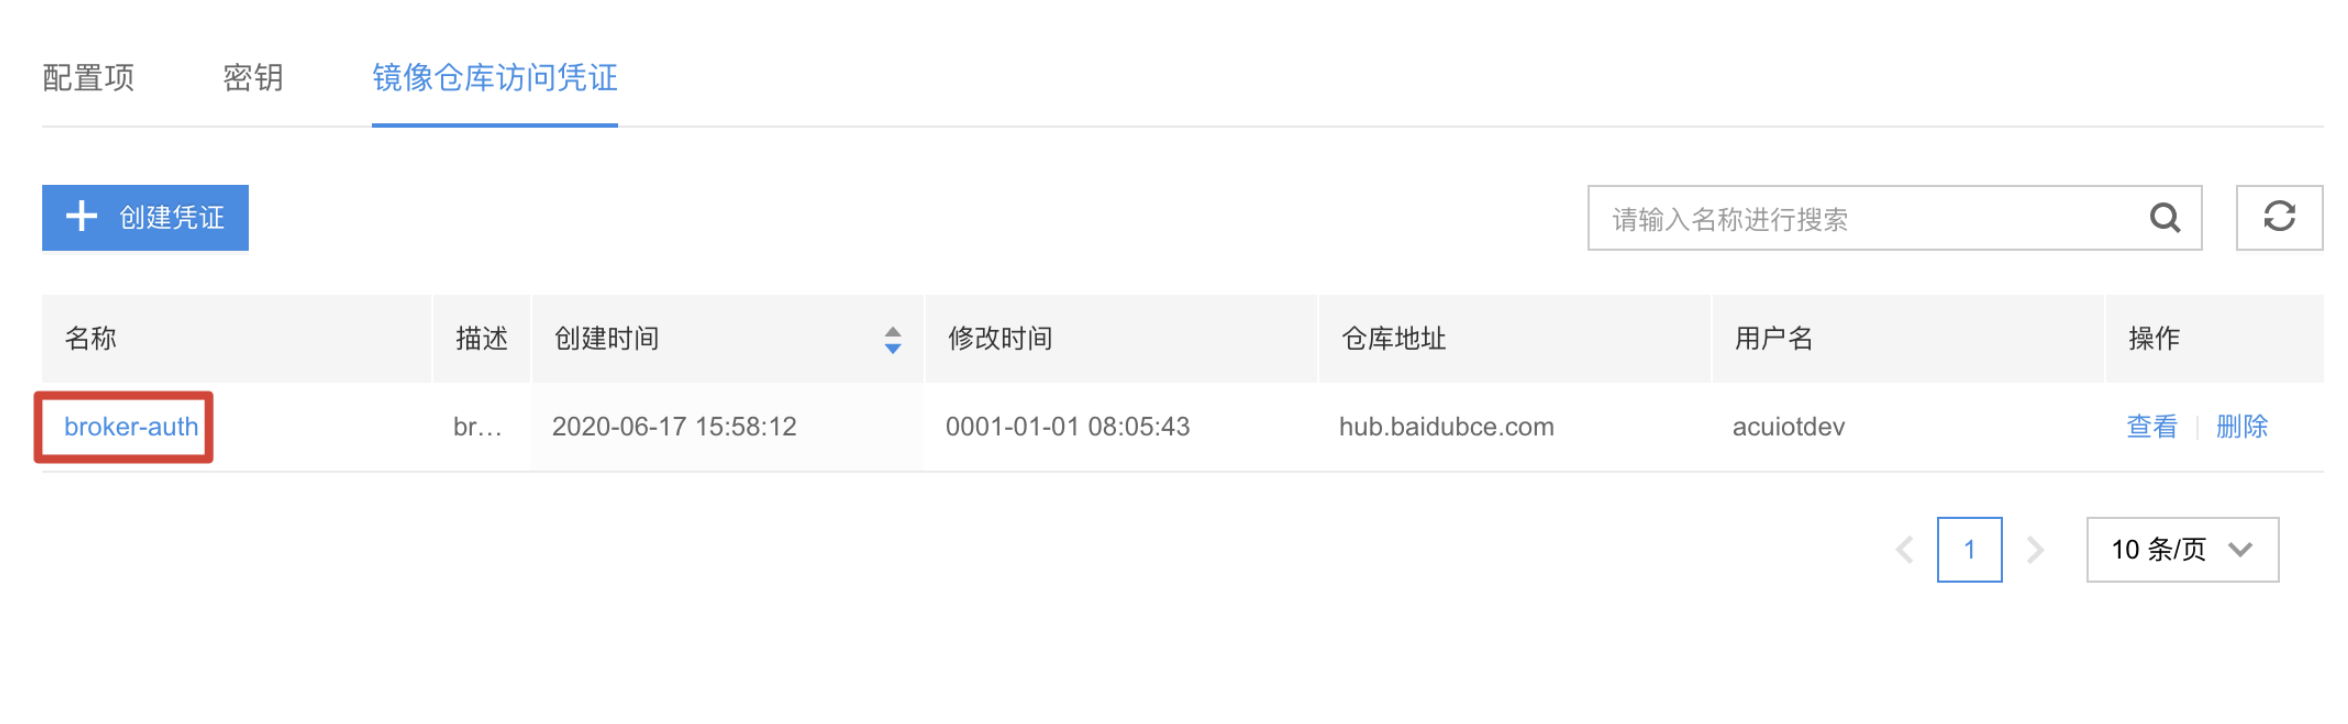 配置项 密钥 镜像仓库访问凭证
创建凭证 请输入名称进行搜索
名称 描述 创建时间 修改时间 仓库地址 用户名 操作
broker-auth br... 2020-06-17 15:58:12 0001-01-01 08:05:43 hub.baidubce.com acuiotdev 查看 删除
1 10 条/页